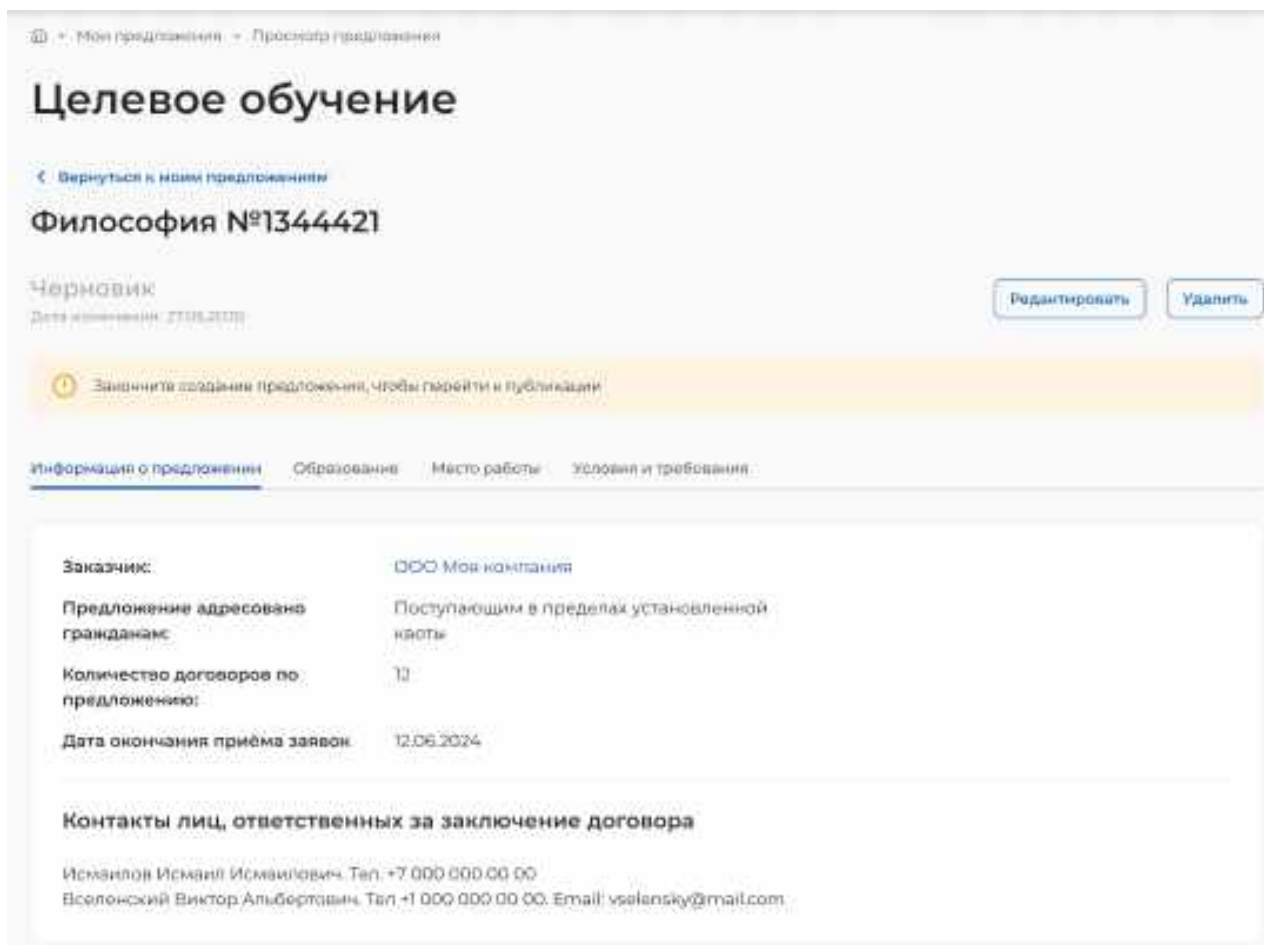 Мои предложения • Просмотр предложения
Целевое обучение
Вернуться к моим предложениям
Философия №1344421
Черновик
Дата изменения:
Редактировать
Удалить
Закончите создание предложения, чтобы перейти к публикации
Информация о предложении Образование Место работы Условия и требования
Заказчик: ООО Моя компания
Предложение адресовано Поступающим в пределах установленной
гражданам: квоты
Количество договоров по
предложению:
Дата окончания приёма заявок 12.06.2024
Контакты лиц, ответственных за заключение договора
Исмаилов Исмаил Исмаилович. Тел. +7 000 000 00 00
Вселенский Виктор Альбертович. Тел +1 000 000 00 00. Email: vselensky@mail.com